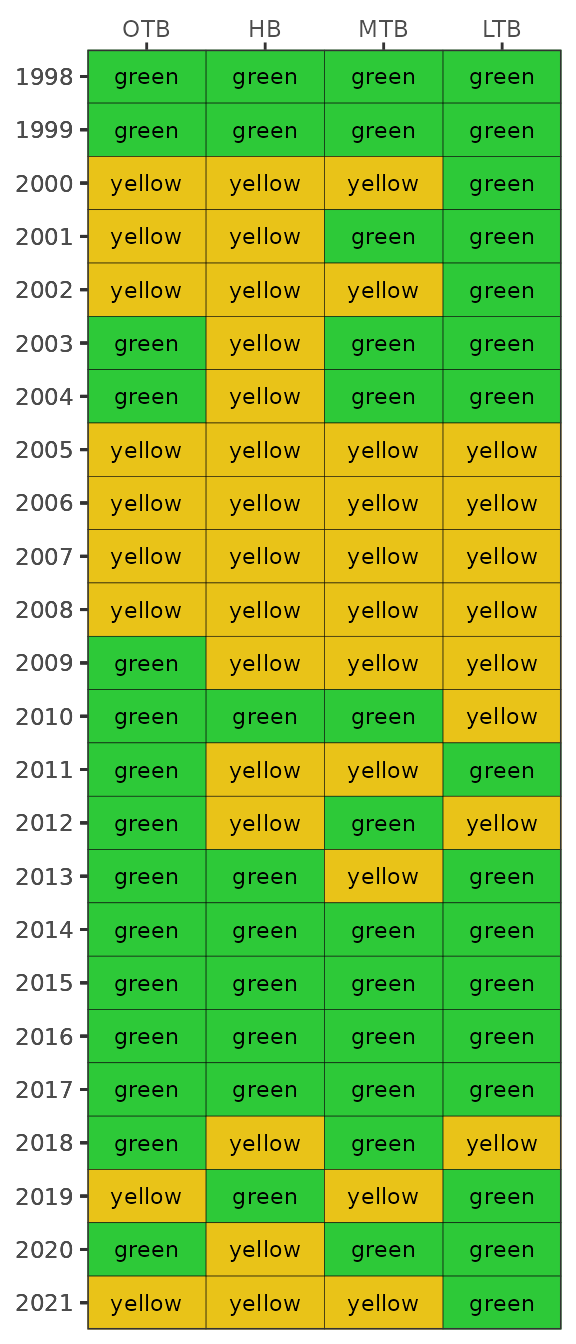 OTB HB MTB LTB
1998 green green green green
1999 green green green green
2000 yellow yellow yellow green
2001 yellow yellow green green
2002 yellow yellow yellow green
2003 green yellow green green
2004 green yellow green green
2005 yellow yellow yellow yellow
2006 yellow yellow yellow yellow
2007 yellow yellow yellow yellow
2008 yellow yellow yellow yellow
2009 green yellow yellow yellow
2010 green green green yellow
2011 green yellow yellow green
2012 green yellow green yellow
2013 green green yellow green
2014 green green green green
2015 green green green green
2016 green green green green
2017 green green green green
2018 green yellow green yellow
2019 yellow green yellow green
2020 green yellow green green
2021 yellow yellow yellow green